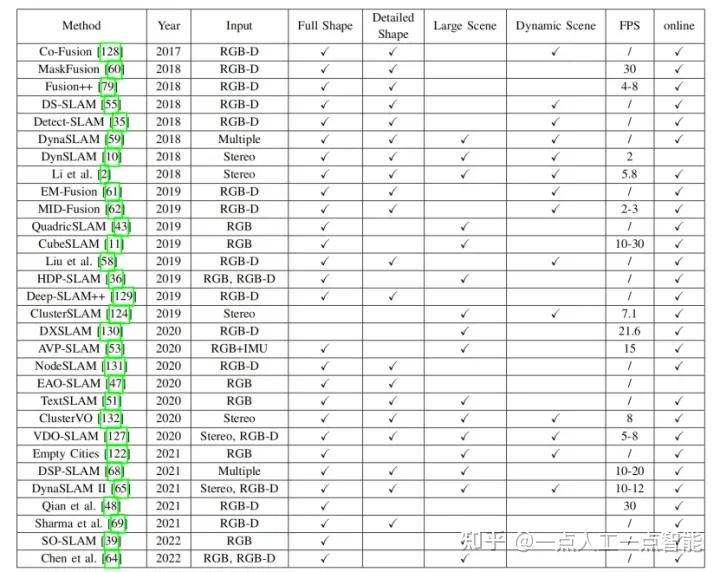 Method Year Input Full Shape Detailed Shape Large Scene Dynamic Scene FPS online
Co-Fusion [128] 2017 RGB-D ✓ ✓ ✓ / ✓
MaskFusion [60] 2018 RGB-D ✓ ✓ 30 ✓
Fusion++ [79] 2018 RGB-D ✓ ✓ 4-8 ✓
DS-SLAM [55] 2018 RGB-D ✓ ✓ ✓ / ✓
Detect-SLAM [35] 2018 RGB-D ✓ ✓ ✓ / ✓
DynaSLAM [59] 2018 Multiple ✓ ✓ ✓ ✓ / ✓
DynSLAM [10] 2018 Stereo ✓ ✓ ✓ ✓ 2
Li et al. [2] 2018 Stereo ✓ ✓ ✓ ✓ 5.8 ✓
EM-Fusion [61] 2019 RGB-D ✓ ✓ ✓ / ✓
MID-Fusion [62] 2019 RGB-D ✓ ✓ ✓ 2-3 ✓
QuadricSLAM [43] 2019 RGB ✓ ✓ / ✓
CubeSLAM [11] 2019 RGB ✓ ✓ 10-30 ✓
Liu et al. [58] 2019 RGB-D ✓ ✓ ✓ / ✓
HDP-SLAM [36] 2019 RGB, RGB-D ✓ ✓ / ✓
Deep-SLAM++ [129] 2019 RGB-D ✓ ✓ / ✓
ClusterSLAM [124] 2019 Stereo ✓ ✓ 7.1 ✓
DXSLAM [130] 2020 RGB-D ✓ 21.6 ✓
AVP-SLAM [53] 2020 RGB+IMU ✓ ✓ 15 ✓
NodeSLAM [131] 2020 RGB-D ✓ ✓ / ✓
EAO-SLAM [47] 2020 RGB ✓ ✓ /
TextSLAM [51] 2020 RGB ✓ ✓ ✓ / ✓
ClusterVO [132] 2020 Stereo ✓ ✓ ✓ ✓ 8 ✓
VDO-SLAM [127] 2020 Stereo, RGB-D ✓ ✓ ✓ ✓ 5-8 ✓
Empty Cities [122] 2021 RGB ✓ ✓ ✓ / ✓
DSP-SLAM [68] 2021 Multiple ✓ ✓ ✓ 10-20 ✓
DynaSLAM II [65] 2021 Stereo, RGB-D ✓ ✓ ✓ ✓ 10-12 ✓
Qian et al. [48] 2021 RGB-D ✓ 30 ✓
Sharma et al. [69] 2021 RGB-D ✓ ✓ / ✓
SO-SLAM [39] 2022 RGB ✓ ✓ / ✓
Chen et al. [64] 2022 RGB, RGB-D ✓ ✓ / ✓
知乎 @一点人工一点智能